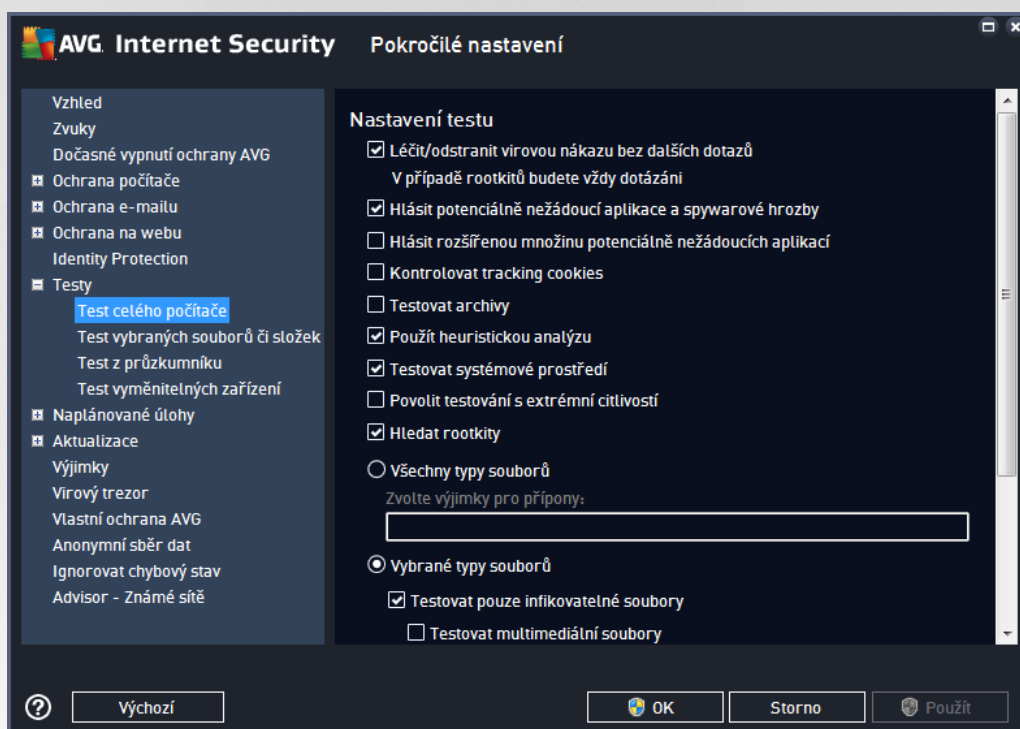 AVG. Internet Security
Pokročilé nastavení
Vzhled
Zvuky
Dočasné vypnutí ochrany AVG
Ochrana počítače
Ochrana e-mailu
Ochrana na webu
Identity Protection
Testy
Test celého počítače
Test vybraných souborů či složek
Test z průzkumníku
Test vyměnitelných zařízení
Naplánované úlohy
Aktualizace
Výjimky
Virový trezor
Vlastní ochrana AVG
Anonymní sběr dat
Ignorovat chybový stav
Advisor - Známé sítě
Nastavení testu
Léčit/odstranit virovou nákazu bez dalších dotazů
V případě rootkitů budete vždy dotázáni
Hlásit potenciálně nežádoucí aplikace a spywarové hrozby
Hlásit rozšířenou množinu potenciálně nežádoucích aplikací
Kontrolovat tracking cookies
Testovat archivy
Použít heuristickou analýzu
Testovat systémové prostředí
Povolit testování s extrémní citlivostí
Hledat rootkity
Všechny typy souborů
Zvolte výjimky pro přípony:
Vybrané typy souborů
Testovat pouze infikovatelné soubory
Testovat multimediální soubory
Výchozí
OK
Storno
Použít